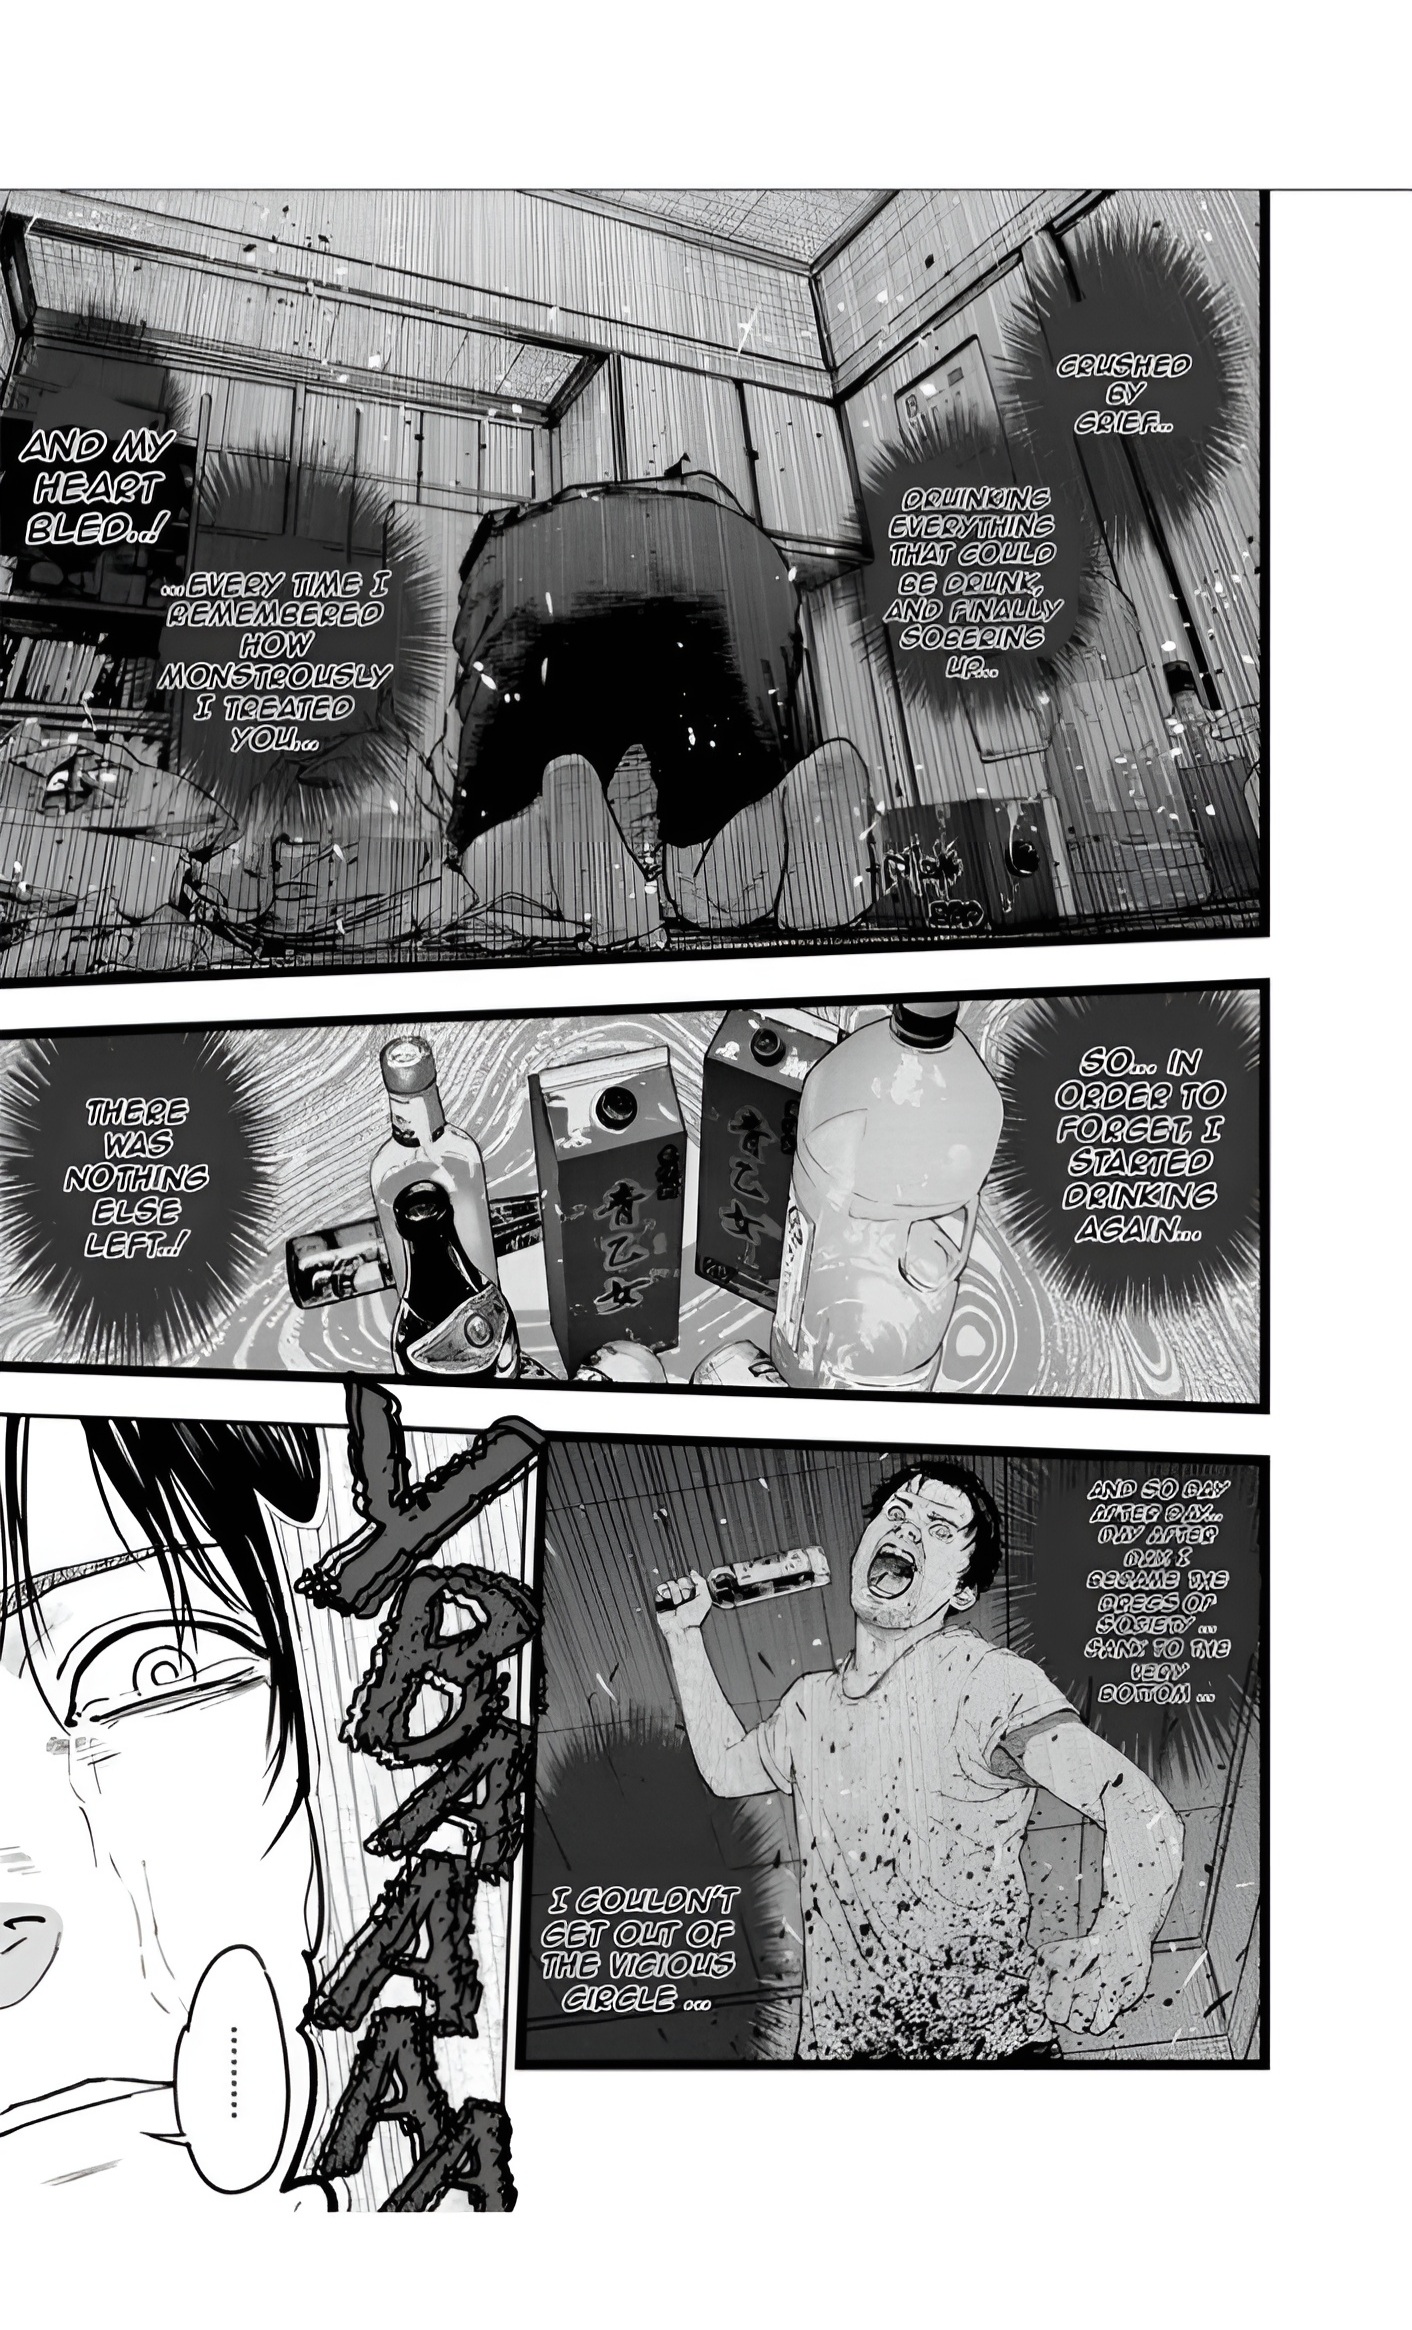 CRUSHED
BY
GRIEF...
DRUINKING
EVERYTHING
THAT COULD
BE DRUNK,
AND FINALLY
SOBERING
UP...
...EVERY TIME I
REMEMBERED
HOW
MONSTROUSLY
I TREATED
YOU...
AND MY
HEART
BLED..!
SO... IN
ORDER TO
FORGET, I
STARTED
DRINKING
AGAIN...
青乙女
青乙女
THERE
WAS
NOTHING
ELSE
LEFT..!
AND SO DAY
AFTER DAY...
DAY AFTER
DAY I
BECAME THE
DREGS OF
SOCIETY ...
SANK TO THE
VERY
BOTTOM ...
I COULDN'T
GET OUT OF
THE VICIOUS
CIRCLE ...
........